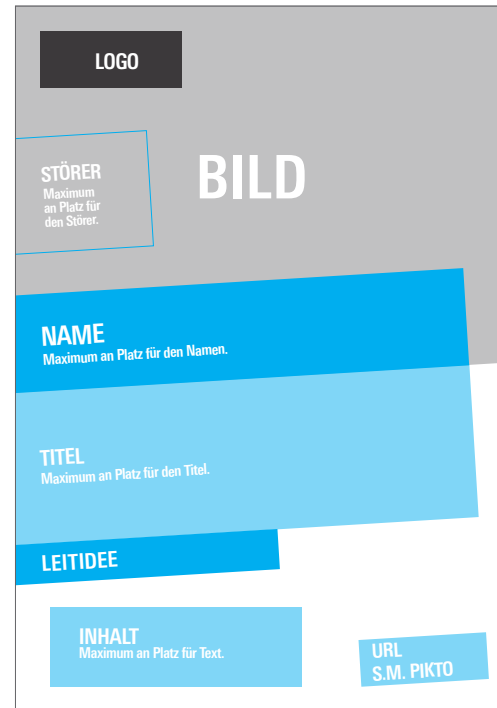 LOGO
BILD
STÖRER
Maximum
an Platz für
den Störer.
NAME
Maximum an Platz für den Namen.
TITEL
Maximum an Platz für den Titel.
LEITIDEE
INHALT
Maximum an Platz für Text.
URL
S.M. PIKTO